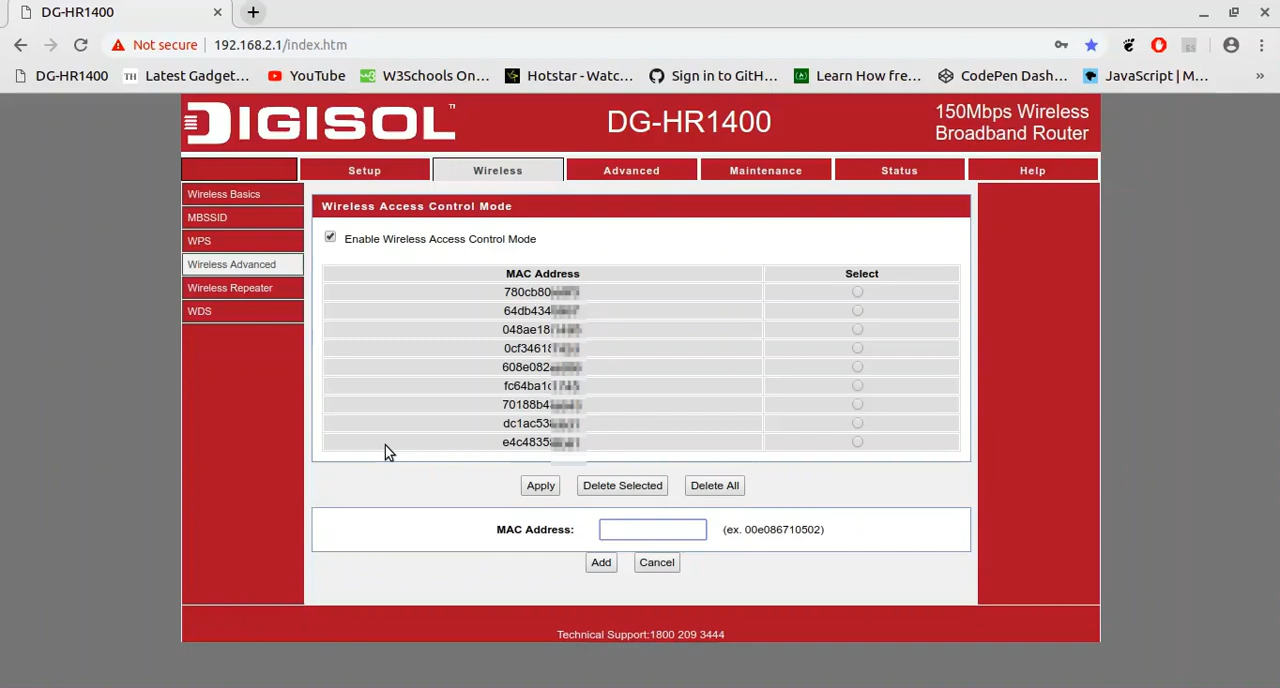 DG-HR1400
Not secure | 192.168.2.1/index.htm
DG-HR1400 Latest Gadget… YouTube W3Schools On… Hotstar - Watc… Sign in to GitH… Learn How fre… CodePen Dash… JavaScript | M… »
DIGISOL™ DG-HR1400 150Mbps Wireless
Broadband Router
Setup Wireless Advanced Maintenance Status Help
Wireless Basics
MBSSID
WPS
Wireless Advanced
Wireless Repeater
WDS
Wireless Access Control Mode
Enable Wireless Access Control Mode
MAC Address Select
780cb80
64db434
048ae18
0cf3461
608e082
fc64ba1
70188b4
dc1ac53
e4c4835
Apply Delete Selected Delete All
MAC Address: (ex. 00e086710502)
Add Cancel
Technical Support:1800 209 3444